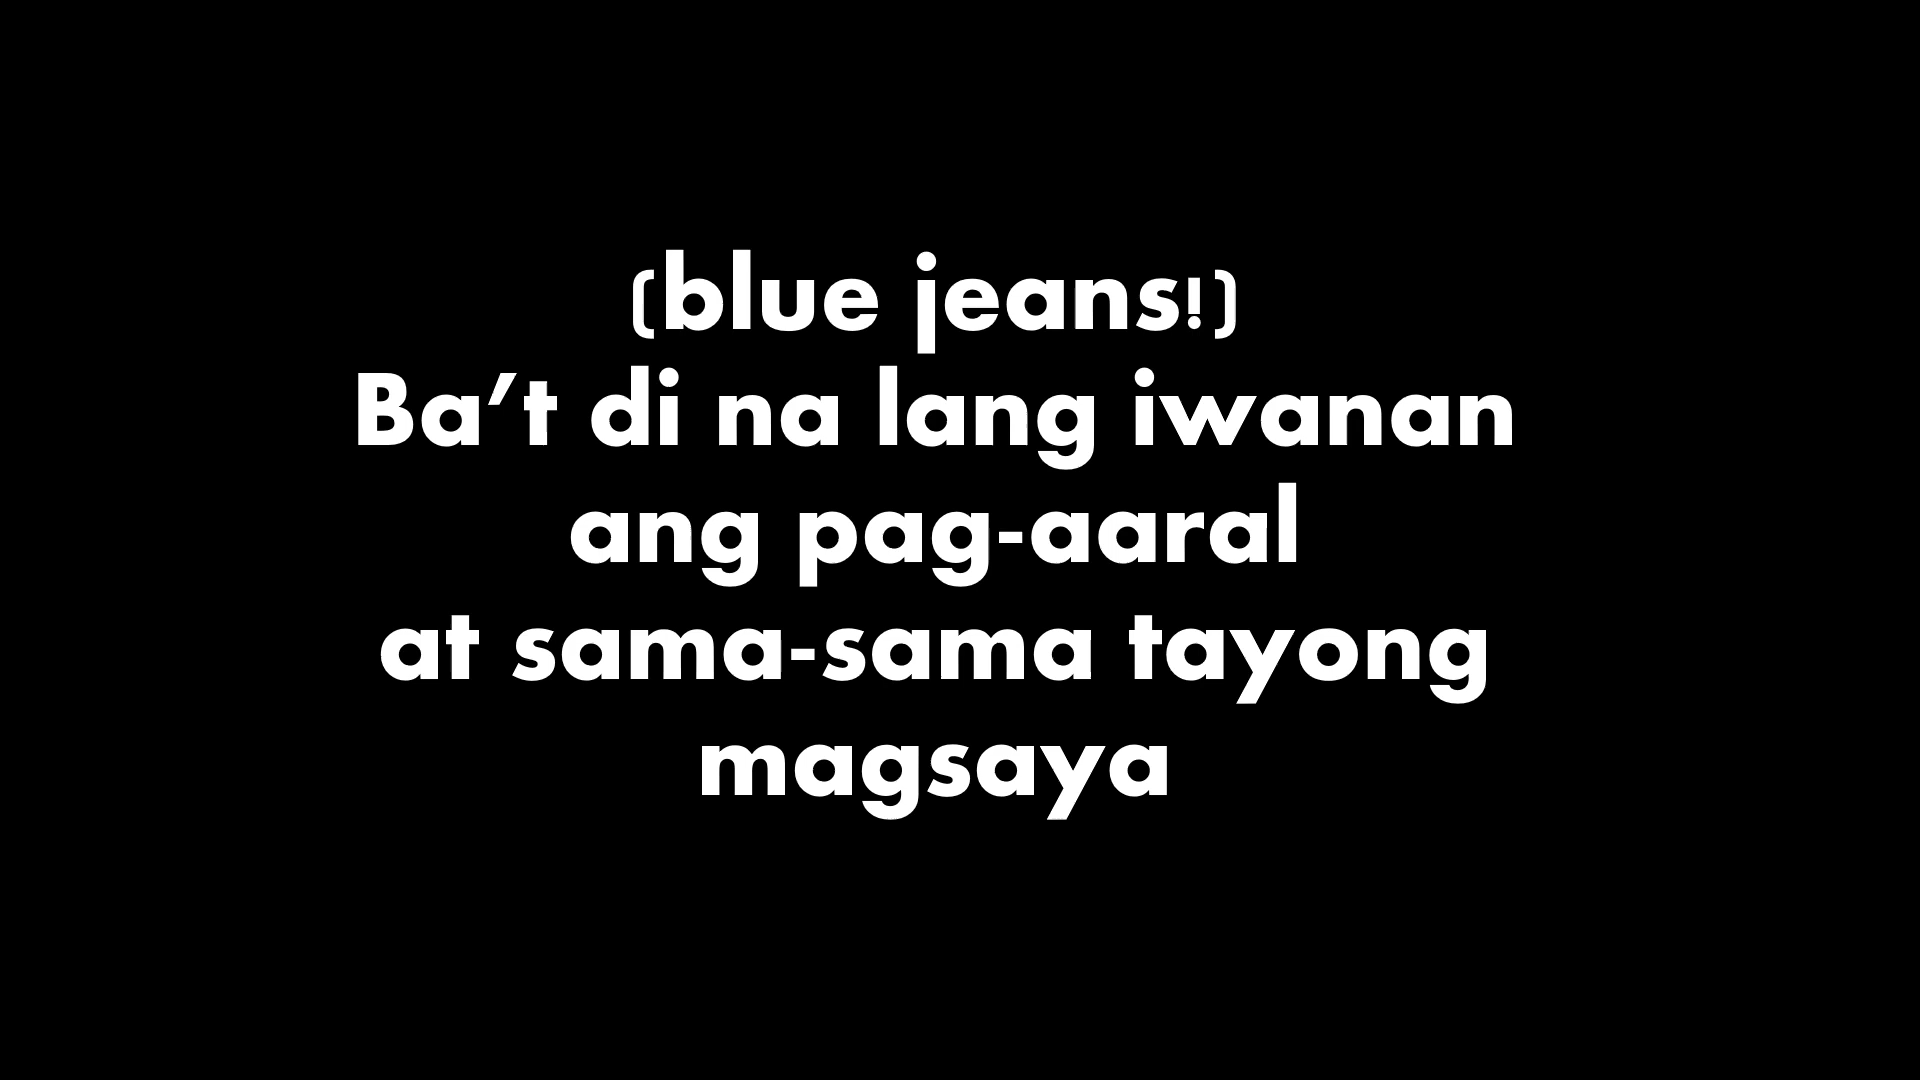 (blue jeans!)
Ba’t di na lang iwanan
ang pag-aaral
at sama-sama tayong
magsaya